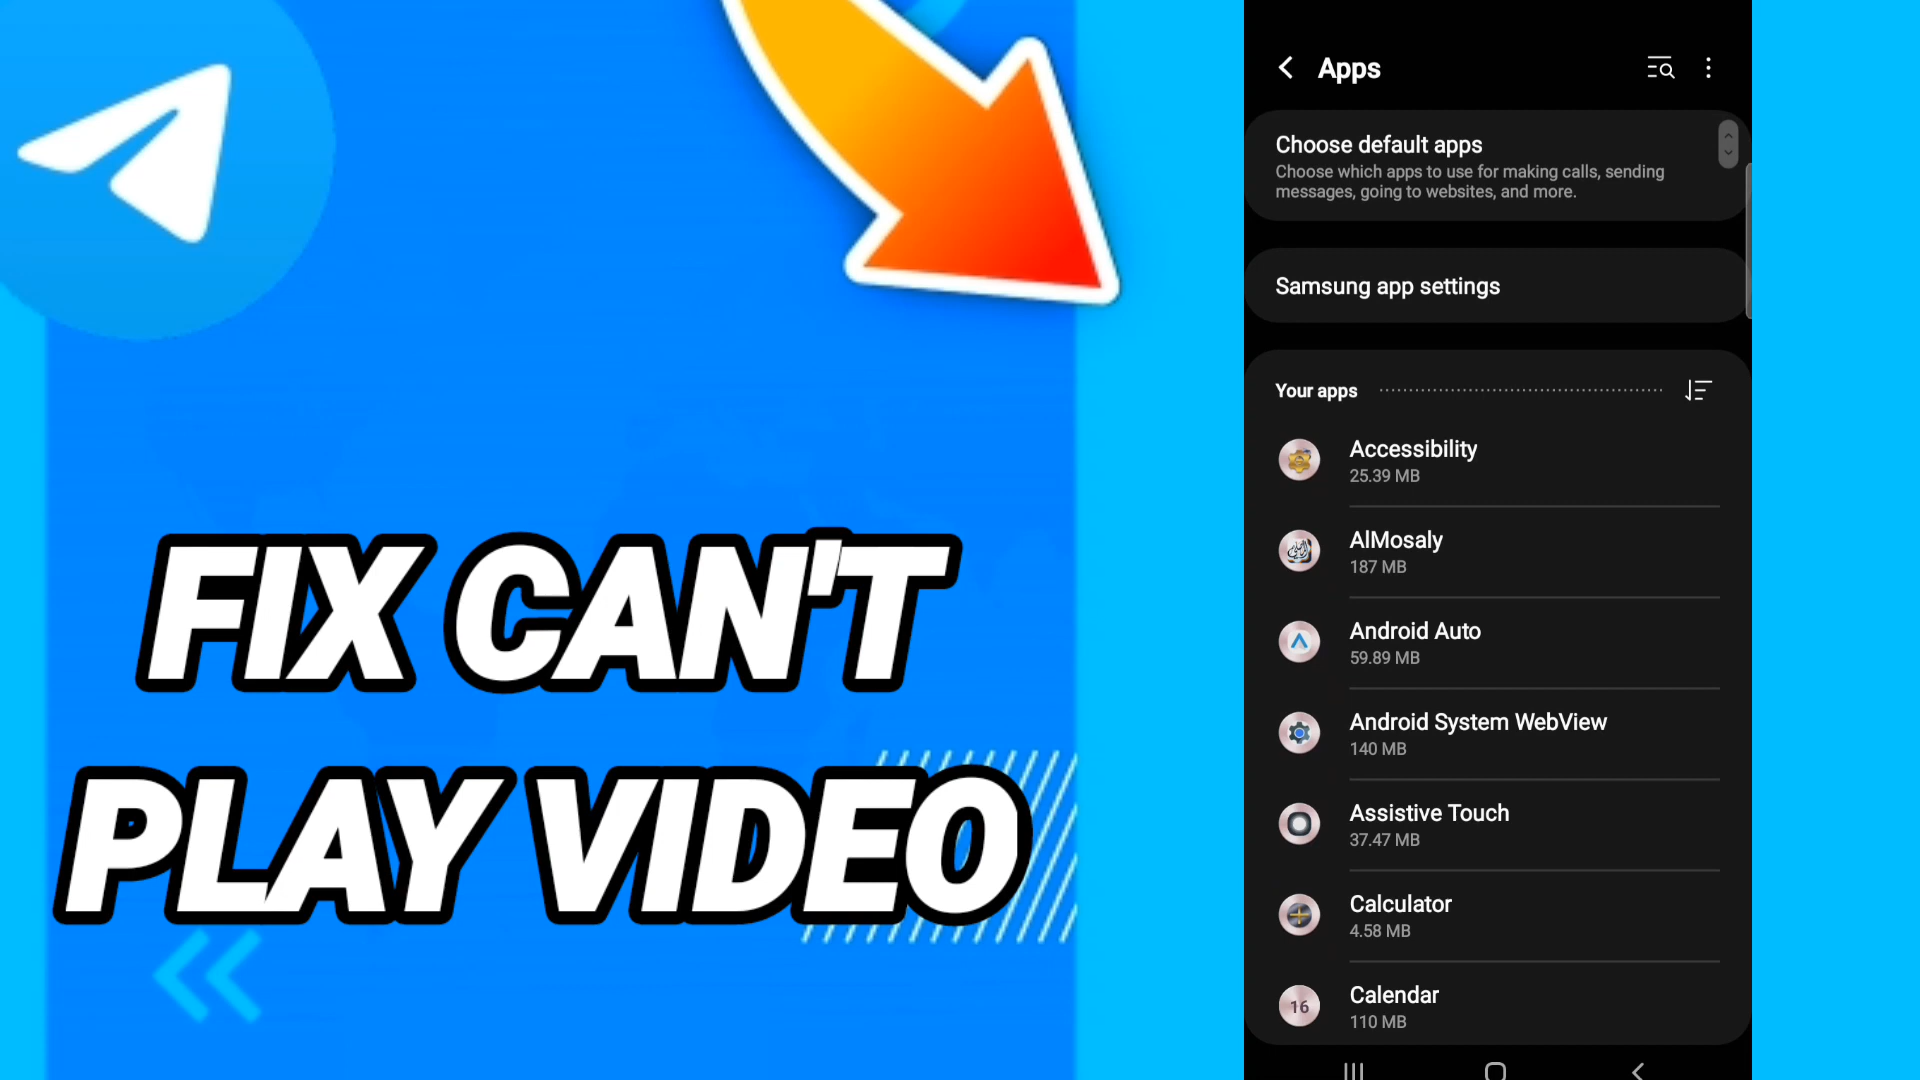 FIX CAN'T
PLAY VIDEO
Apps
Choose default apps
Choose which apps to use for making calls, sending
messages, going to websites, and more.
Samsung app settings
Your apps
Accessibility
25.39 MB
AlMosaly
187 MB
Android Auto
59.89 MB
Android System WebView
140 MB
Assistive Touch
37.47 MB
Calculator
4.58 MB
16
Calendar
110 MB